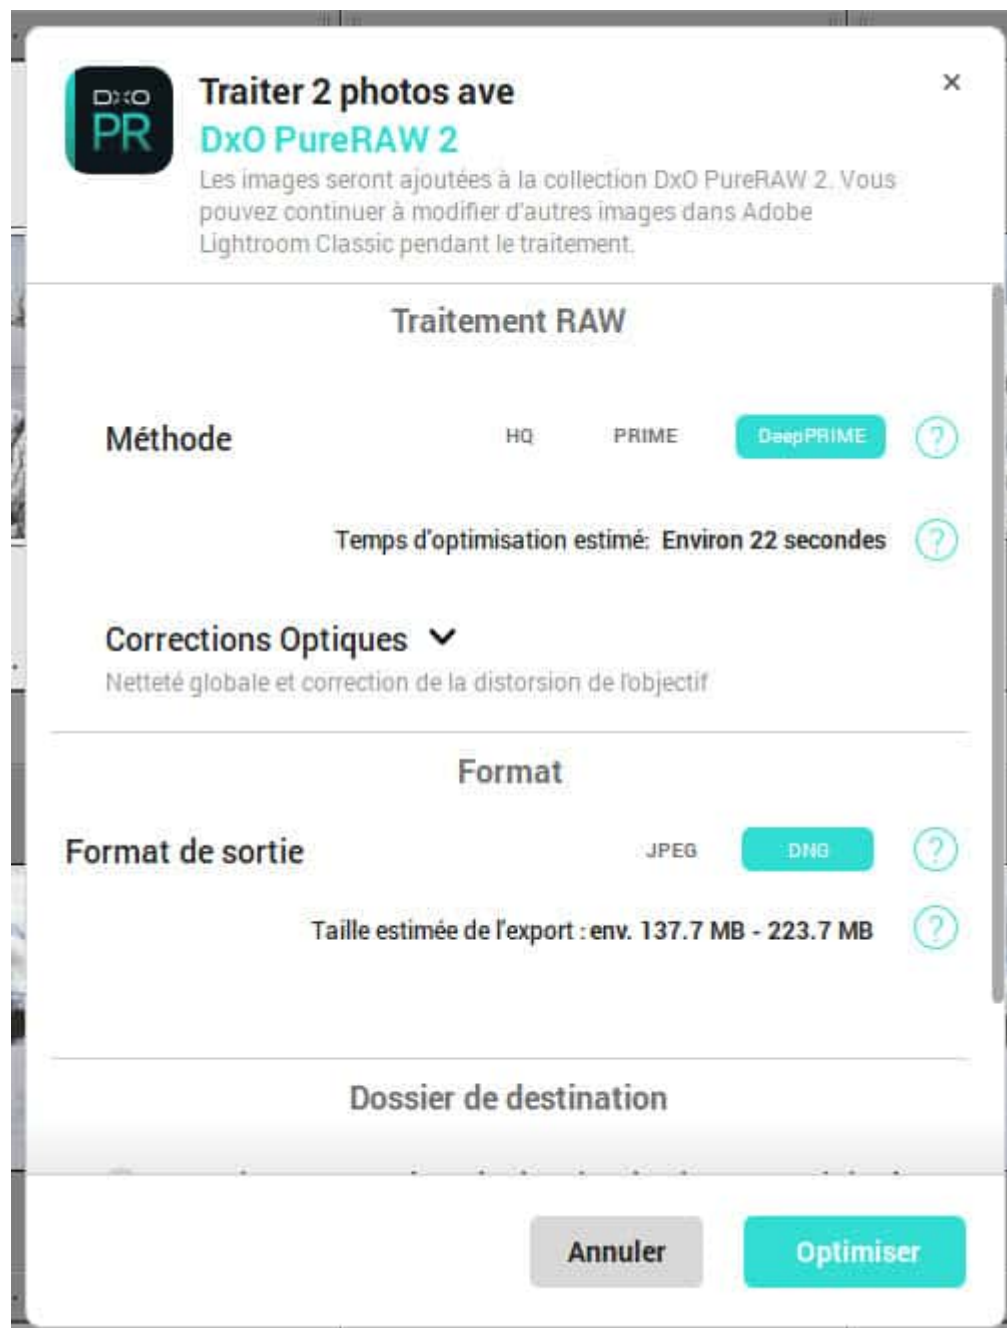 DXO
PR
Traiter 2 photos ave
DxO PureRAW 2
Les images seront ajoutées à la collection DxO PureRAW 2. Vous
pouvez continuer à modifier d'autres images dans Adobe
Lightroom Classic pendant le traitement.
Traitement RAW
Méthode HQ PRIME DeepPRIME ?
Temps d'optimisation estimé: Environ 22 secondes ?
Corrections Optiques
Netteté globale et correction de la distorsion de l'objectif
Format
Format de sortie JPEG DNG ?
Taille estimée de l'export : env. 137.7 MB - 223.7 MB ?
Dossier de destination
Annuler Optimiser